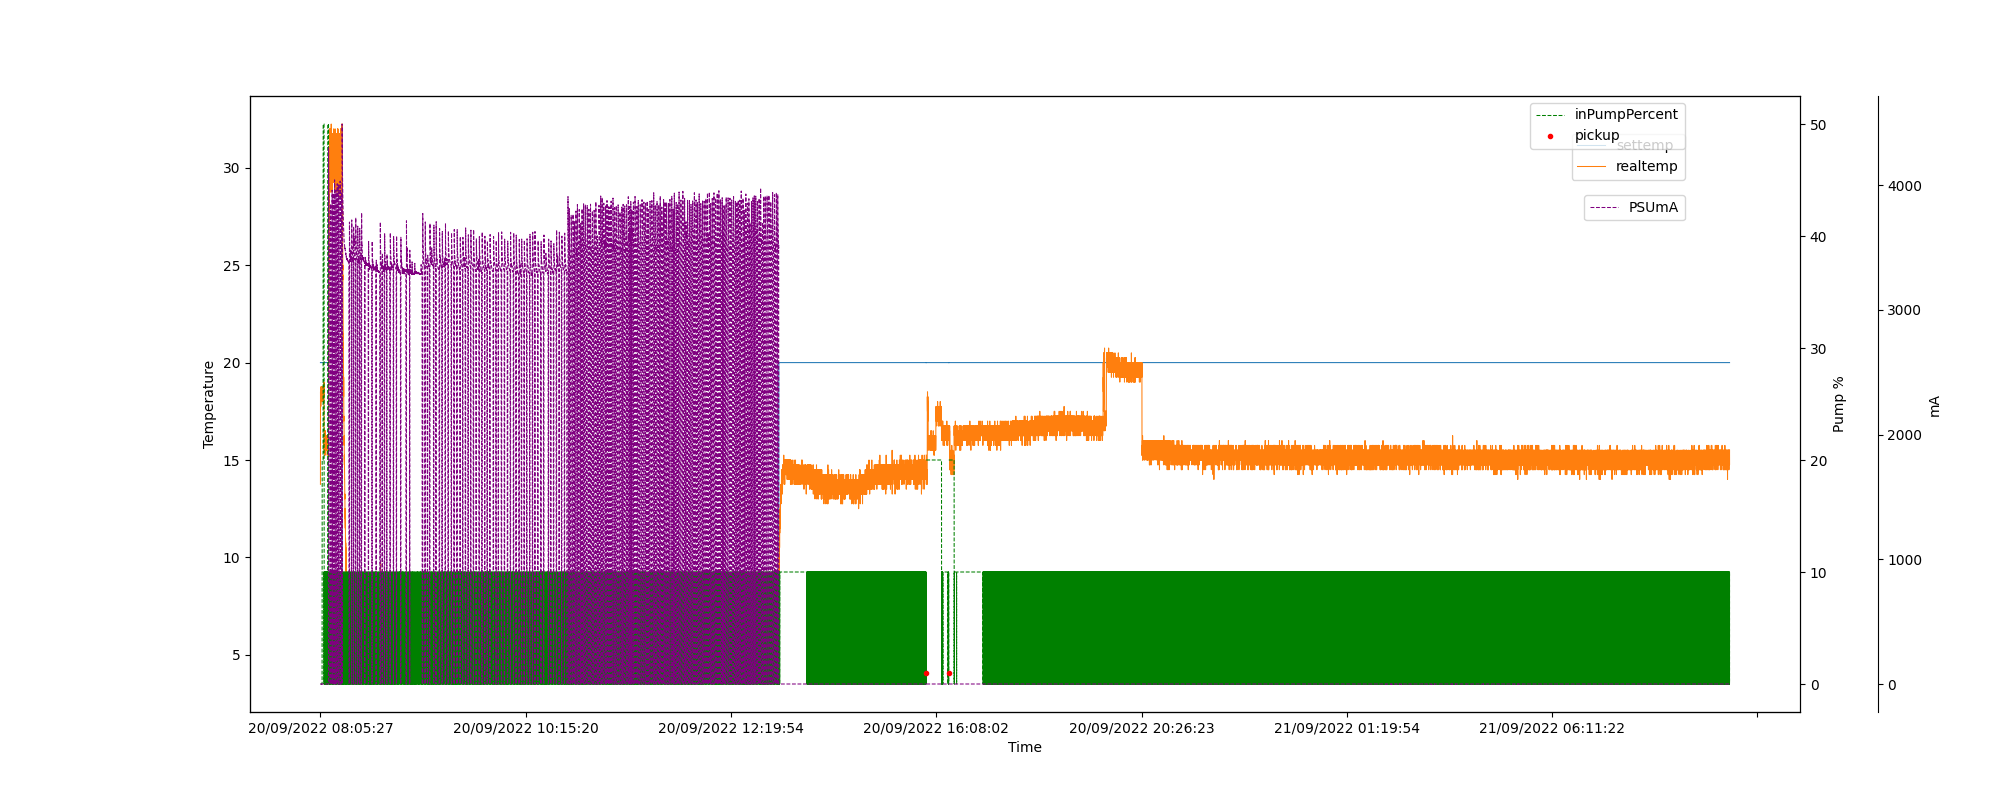 inPumpPercent
pickup
settemp
realtemp
PSUmA
Temperature
30
25
20
15
10
5
50
40
30
20
10
0
Pump %
4000
3000
2000
1000
0
mA
20/09/2022 08:05:27
20/09/2022 10:15:20
20/09/2022 12:19:54
20/09/2022 16:08:02
20/09/2022 20:26:23
21/09/2022 01:19:54
21/09/2022 06:11:22
Time